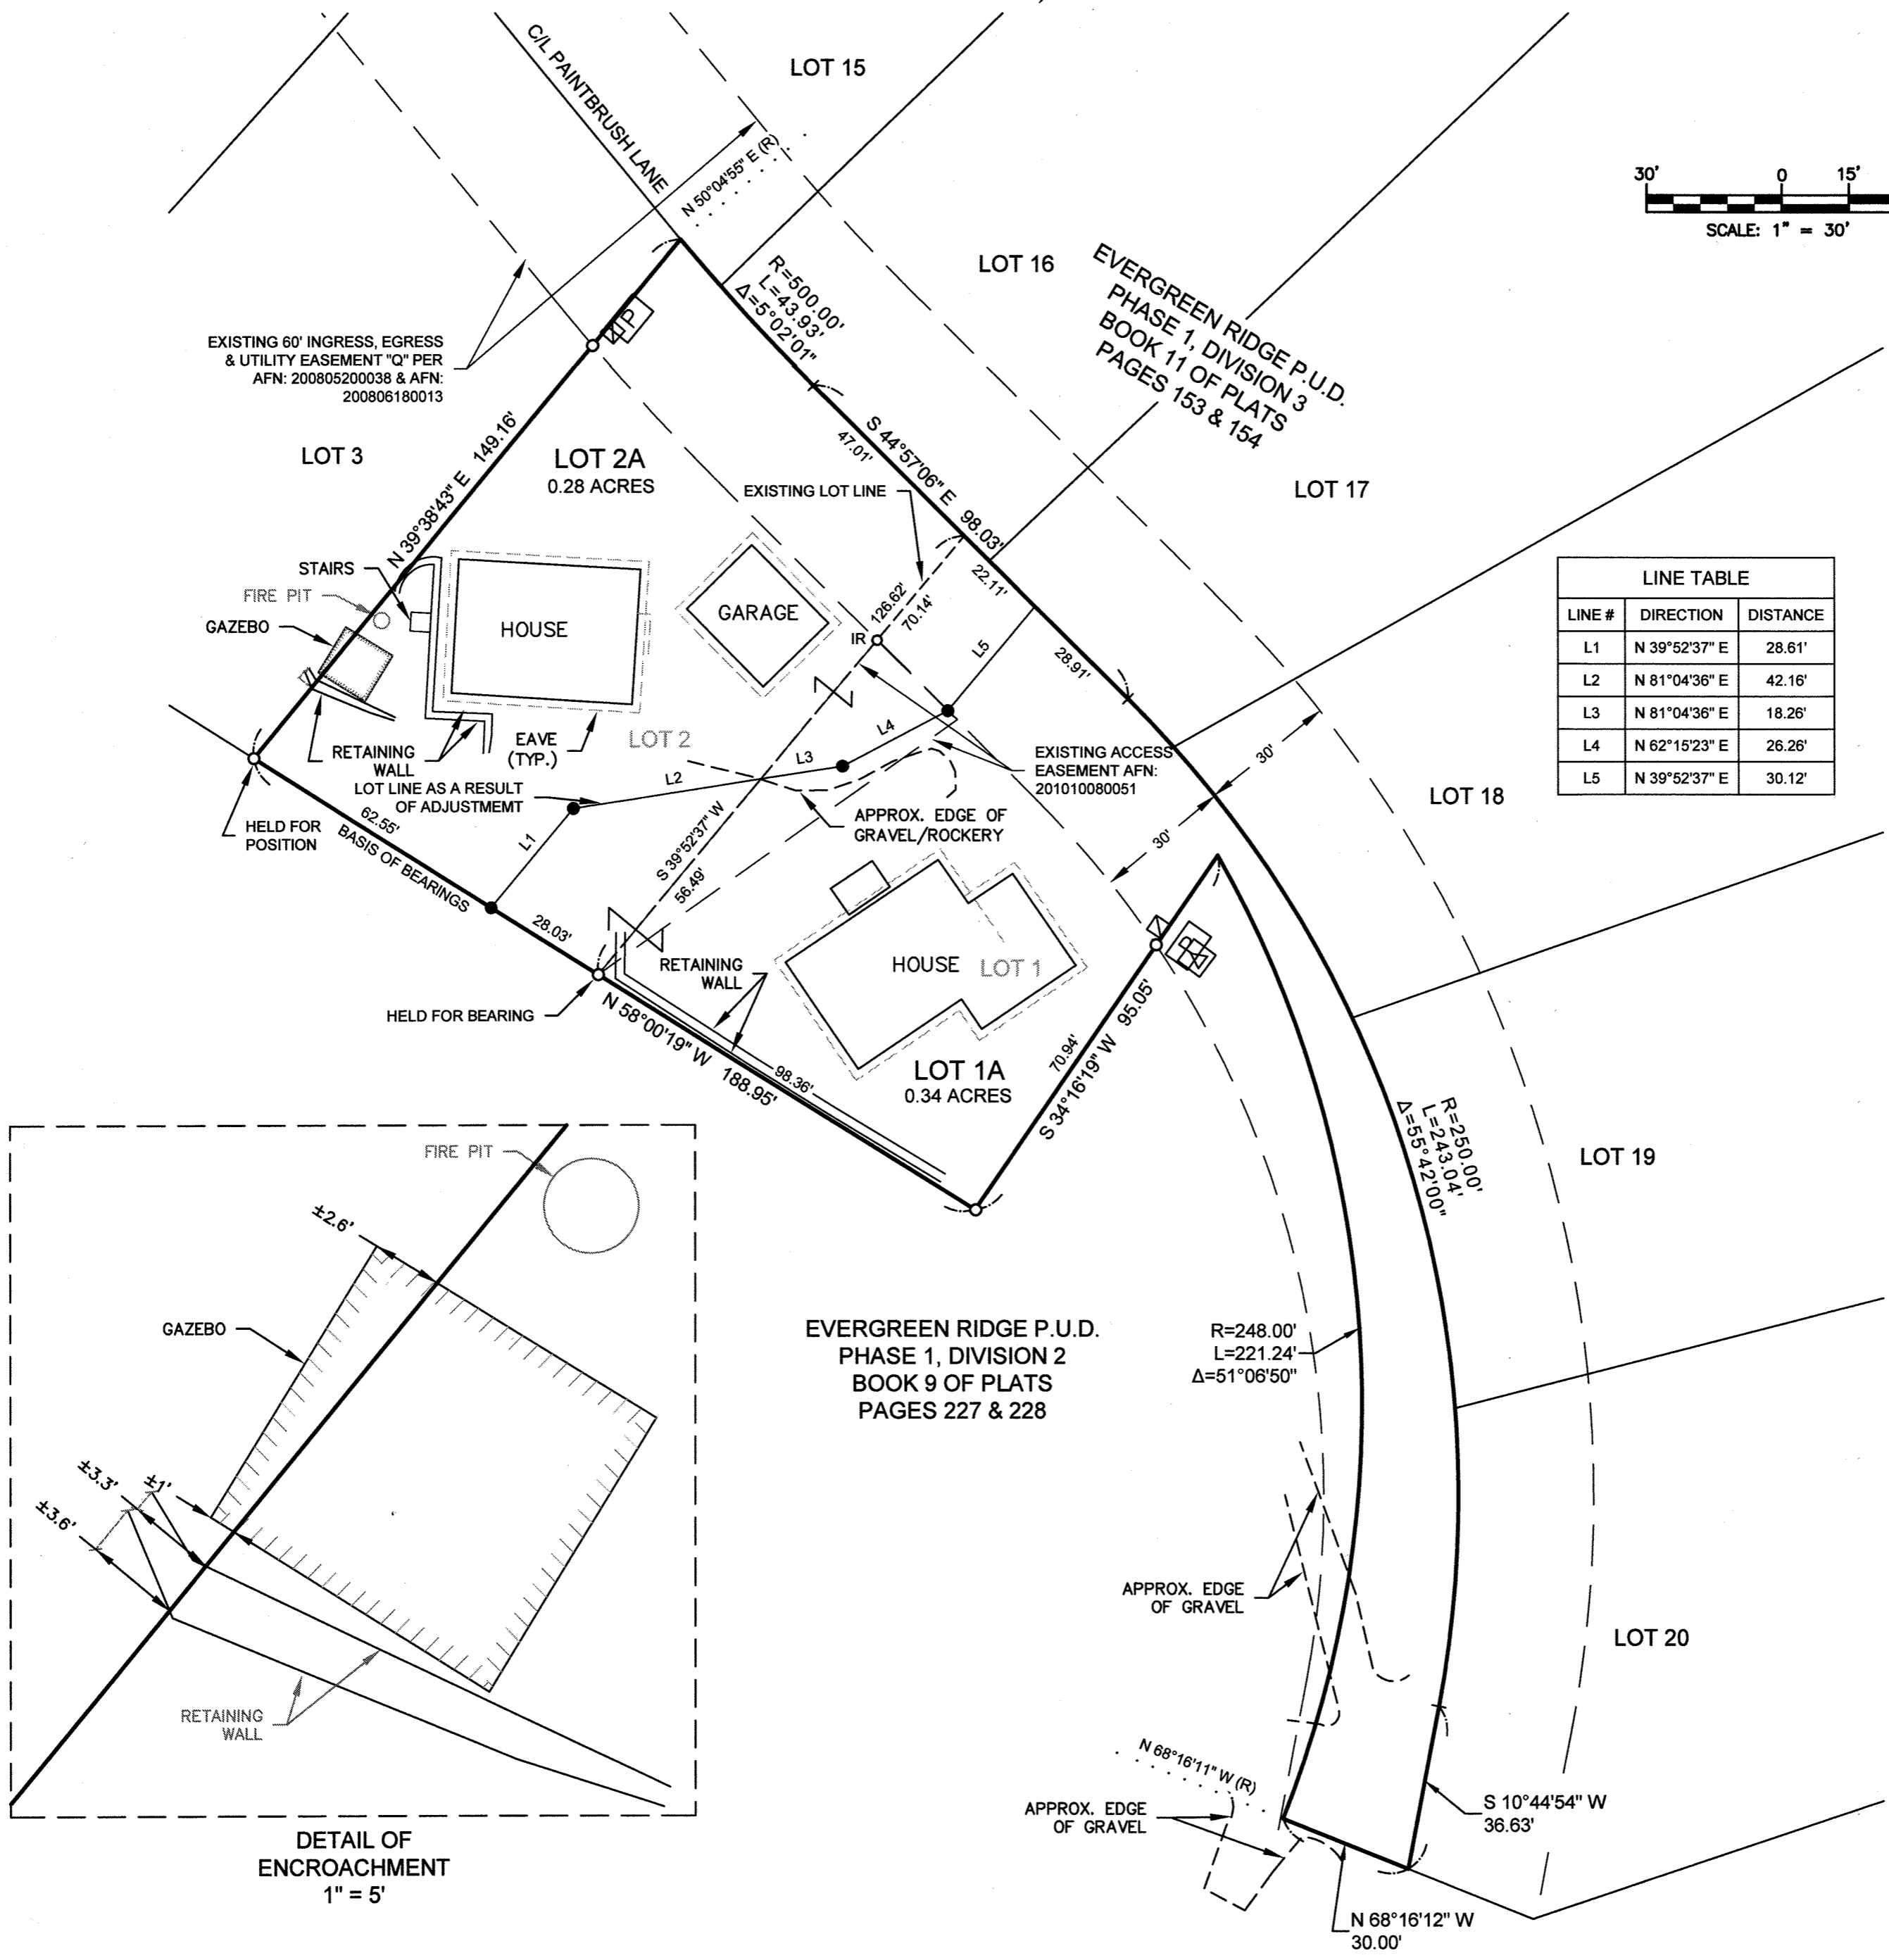 LOT 15
C/L PAINTBRUSH LANE
N 50°04'55" E (R)
30' 0 15'
SCALE: 1" = 30'
LOT 16
EVERGREEN RIDGE P.U.D.
PHASE 1, DIVISION 3
BOOK 11 OF PLATS
PAGES 153 & 154
R=500.00'
L=43.93'
Δ=5°02'01"
EXISTING 60' INGRESS, EGRESS
& UTILITY EASEMENT "Q" PER
AFN: 200805200038 & AFN:
200806180013
P
LOT 3
N 39°38'43" E 149.16'
LOT 2A
0.28 ACRES
S 44°57'06" E 98.03'
47.01'
EXISTING LOT LINE
LOT 17
22.11'
28.91'
STAIRS
FIRE PIT
GAZEBO
HOUSE
GARAGE
126.62'
70.14'
IR
L5
LINE TABLE
LINE # DIRECTION DISTANCE
L1 N 39°52'37" E 28.61'
L2 N 81°04'36" E 42.16'
L3 N 81°04'36" E 18.26'
L4 N 62°15'23" E 26.26'
L5 N 39°52'37" E 30.12'
RETAINING
WALL
EAVE
(TYP.)
LOT 2
L4
L3
L2
L1
EXISTING ACCESS
EASEMENT AFN:
201010080051
30'
30'
LOT 18
LOT LINE AS A RESULT
OF ADJUSTMEMT
APPROX. EDGE OF
GRAVEL/ROCKERY
HELD FOR
POSITION
62.55'
BASIS OF BEARINGS
S 39°52'37" W
56.49'
28.03'
RETAINING
WALL
HOUSE
LOT 1
P
HELD FOR BEARING
N 58°00'19" W 188.95'
98.36'
LOT 1A
0.34 ACRES
70.94'
S 34°16'19" W 95.05'
R=250.00'
L=243.04'
Δ=55°42'00"
LOT 19
FIRE PIT
±2.6'
GAZEBO
±3.3'
±1'
±3.6'
RETAINING
WALL
DETAIL OF
ENCROACHMENT
1" = 5'
EVERGREEN RIDGE P.U.D.
PHASE 1, DIVISION 2
BOOK 9 OF PLATS
PAGES 227 & 228
R=248.00'
L=221.24'
Δ=51°06'50"
APPROX. EDGE
OF GRAVEL
LOT 20
N 68°16'11" W (R)
APPROX. EDGE
OF GRAVEL
S 10°44'54" W
36.63'
N 68°16'12" W
30.00'